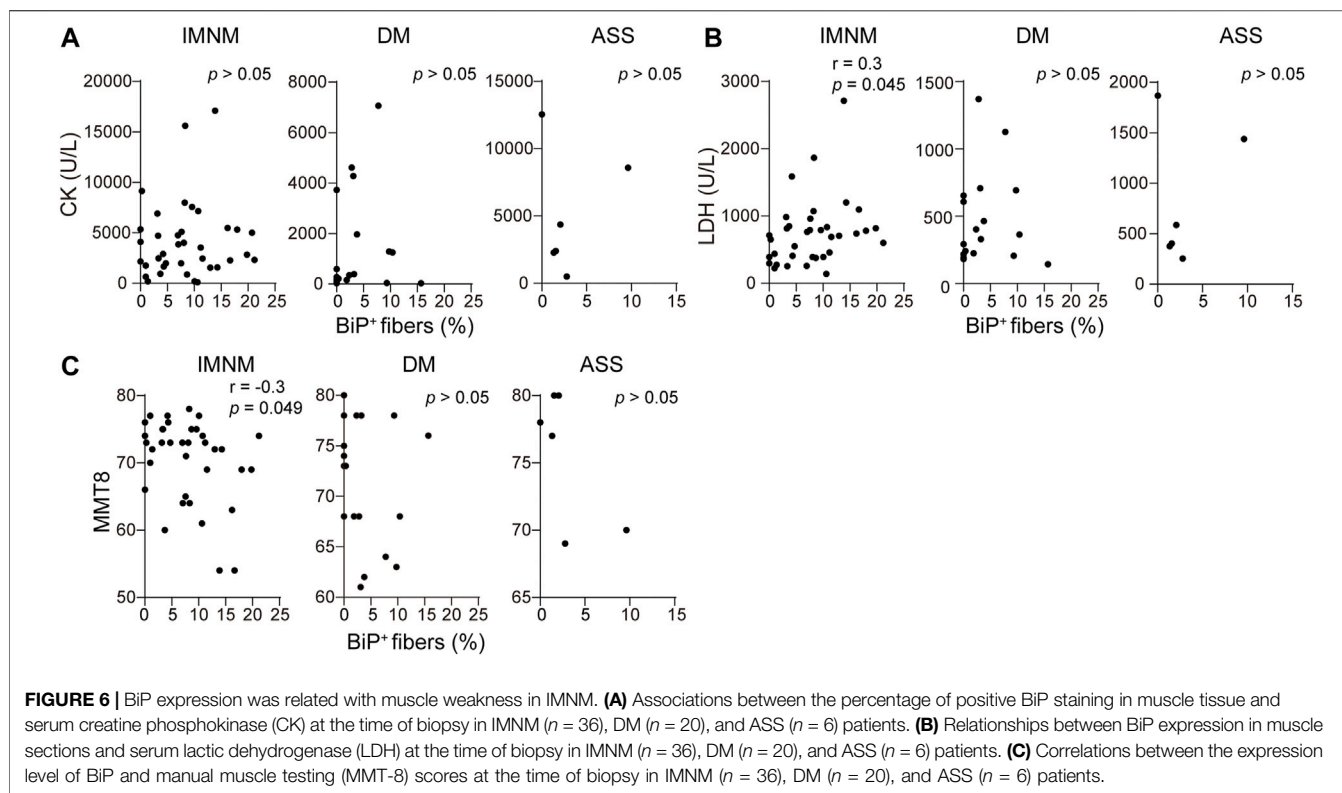 A
IMNM
DM
ASS
B
IMNM
DM
ASS
p > 0.05
p > 0.05
p > 0.05
r = 0.3
p = 0.045
p > 0.05
p > 0.05
CK (U/L)
20000
15000
10000
5000
0
0 5 10 15 20 25
8000
6000
4000
2000
0
0 5 10 15 20 25
15000
10000
5000
0
0 5 10 15
BiP+ fibers (%)
LDH (U/L)
3000
2000
1000
0
0 5 10 15 20 25
1500
1000
500
0
0 5 10 15 20 25
2000
1500
1000
500
0
0 5 10 15
BiP+ fibers (%)
C
IMNM
DM
ASS
r = -0.3
p = 0.049
p > 0.05
p > 0.05
MMT8
80
70
60
50
0 5 10 15 20 25
80
75
70
65
60
0 5 10 15 20 25
80
75
70
65
0 5 10 15
BiP+ fibers (%)
FIGURE 6 | BiP expression was related with muscle weakness in IMNM. (A) Associations between the percentage of positive BiP staining in muscle tissue and
serum creatine phosphokinase (CK) at the time of biopsy in IMNM (n = 36), DM (n = 20), and ASS (n = 6) patients. (B) Relationships between BiP expression in muscle
sections and serum lactic dehydrogenase (LDH) at the time of biopsy in IMNM (n = 36), DM (n = 20), and ASS (n = 6) patients. (C) Correlations between the expression
level of BiP and manual muscle testing (MMT-8) scores at the time of biopsy in IMNM (n = 36), DM (n = 20), and ASS (n = 6) patients.